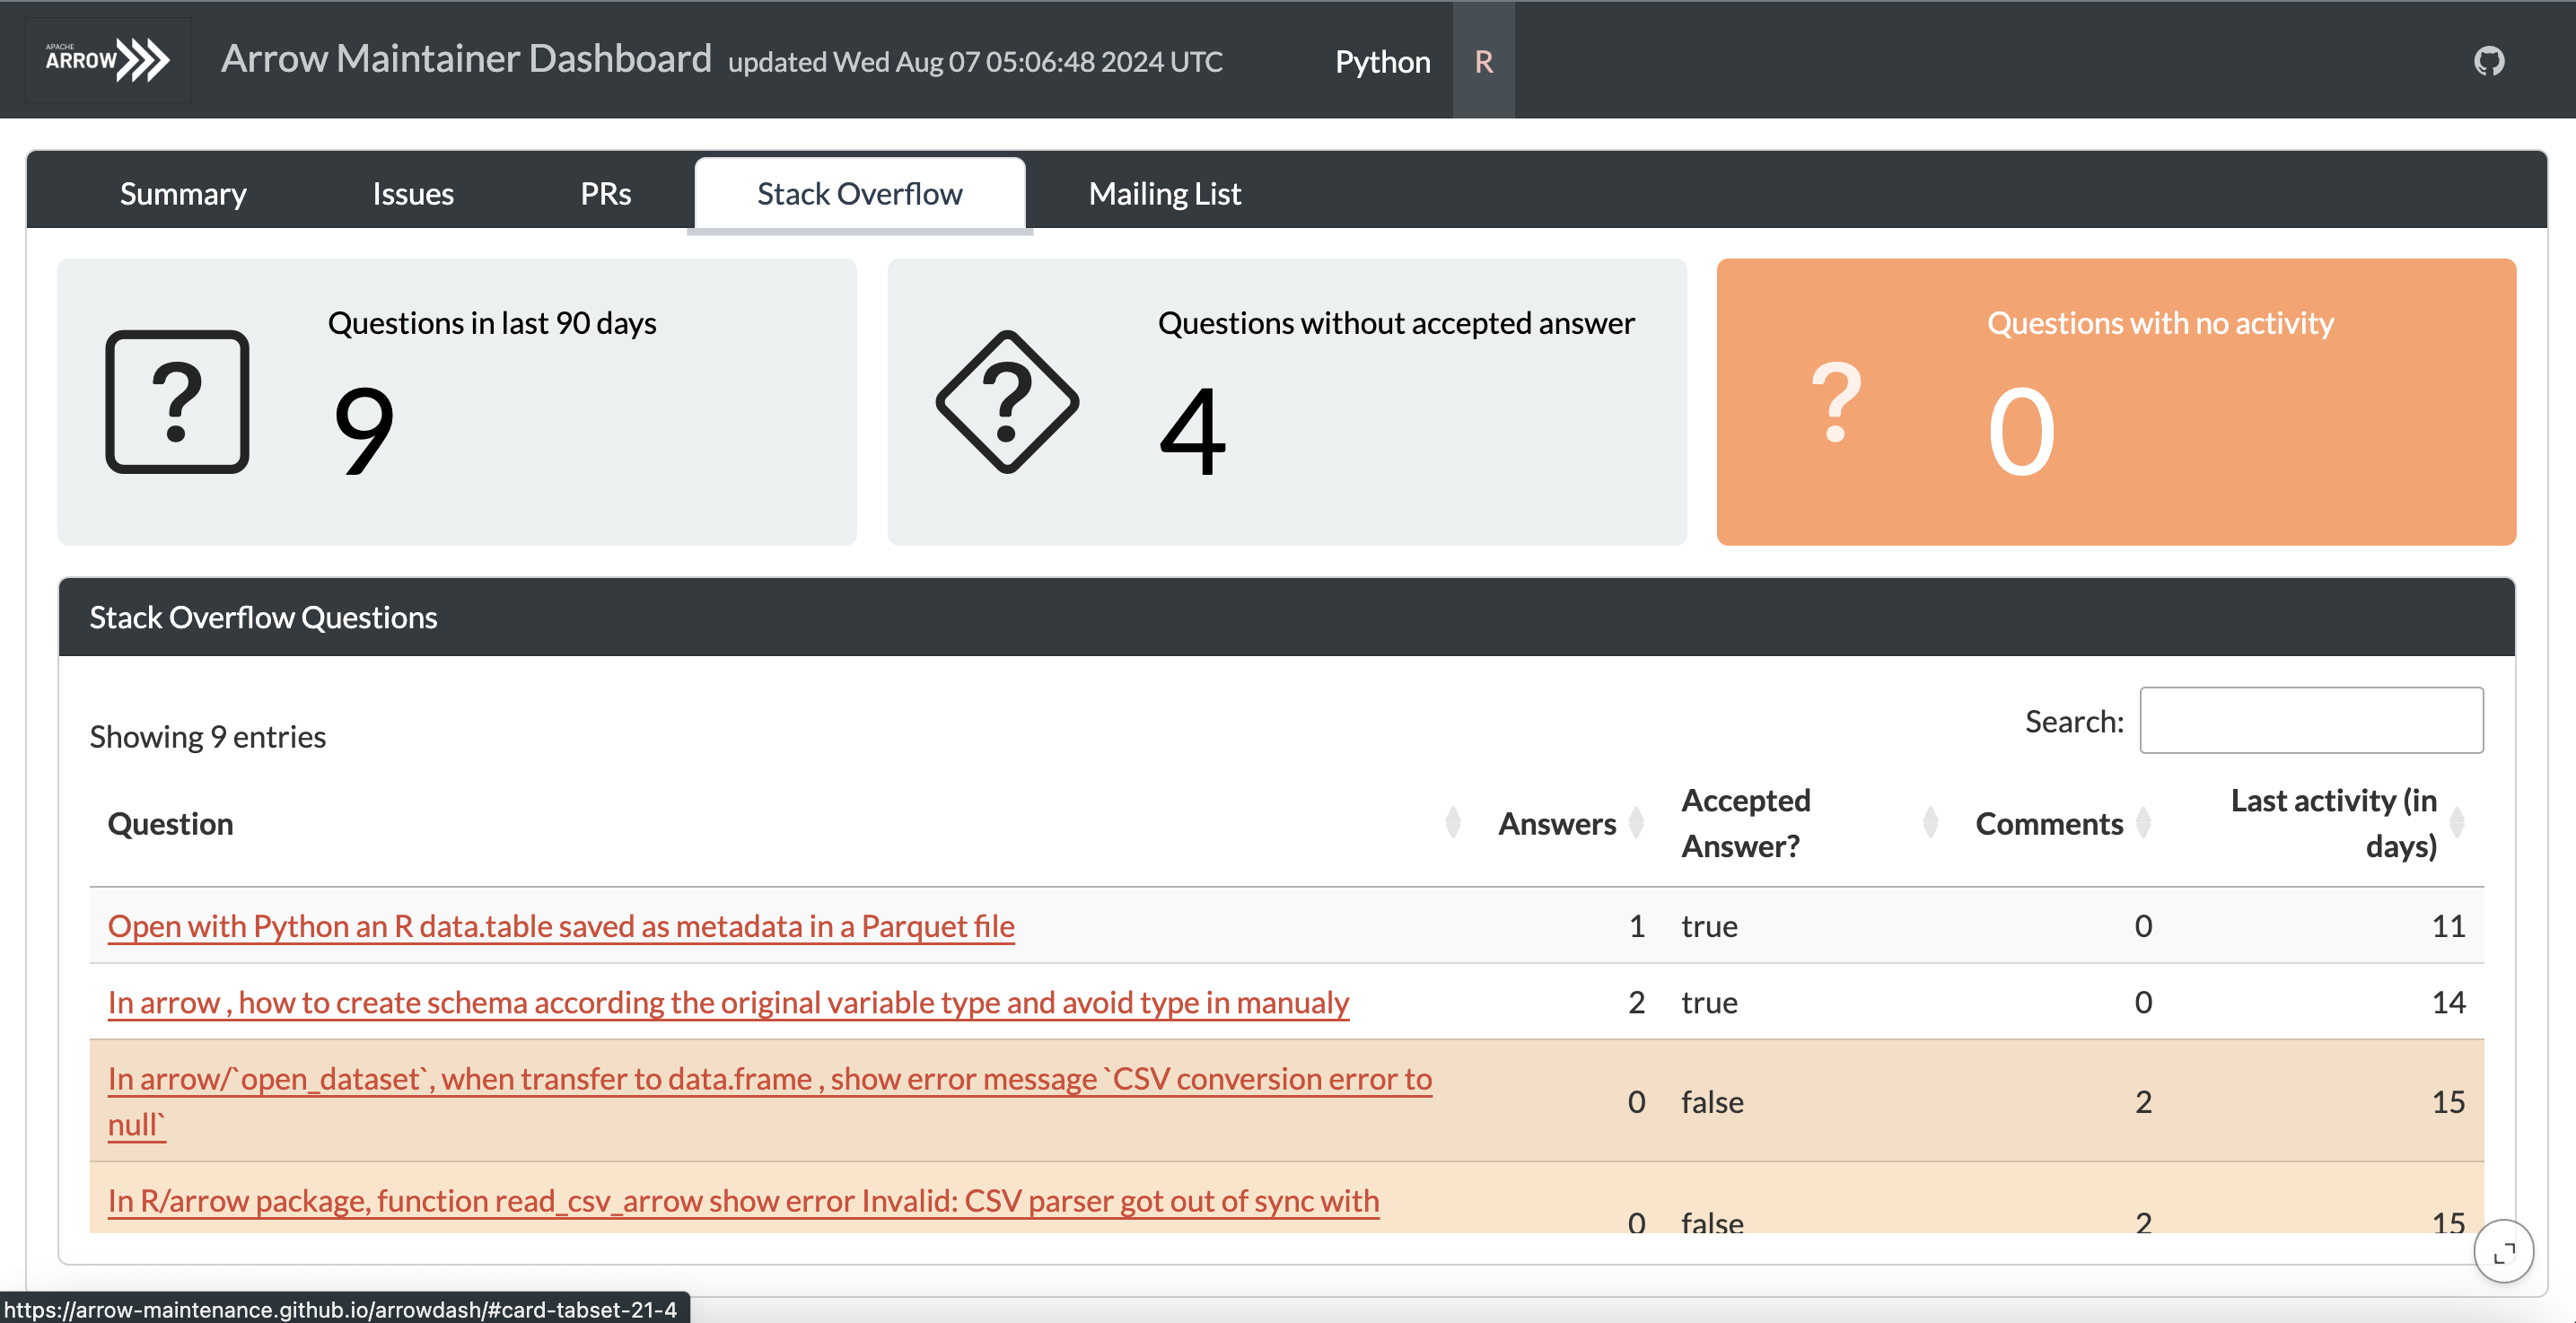 APACHE
ARROW
Arrow Maintainer Dashboard updated Wed Aug 07 05:06:48 2024 UTC Python R
Summary Issues PRs Stack Overflow Mailing List
Questions in last 90 days
9
Questions without accepted answer
4
Questions with no activity
0
Stack Overflow Questions
Showing 9 entries
Search:
Question Answers Accepted Answer? Comments Last activity (in days)
Open with Python an R data.table saved as metadata in a Parquet file 1 true 0 11
In arrow , how to create schema according the original variable type and avoid type in manualy 2 true 0 14
In arrow/`open_dataset`, when transfer to data.frame , show error message `CSV conversion error to
null` 0 false 2 15
In R/arrow package, function read_csv_arrow show error Invalid: CSV parser got out of sync with
0 false 2 15
https://arrow-maintenance.github.io/arrowdash/#card-tabset-21-4